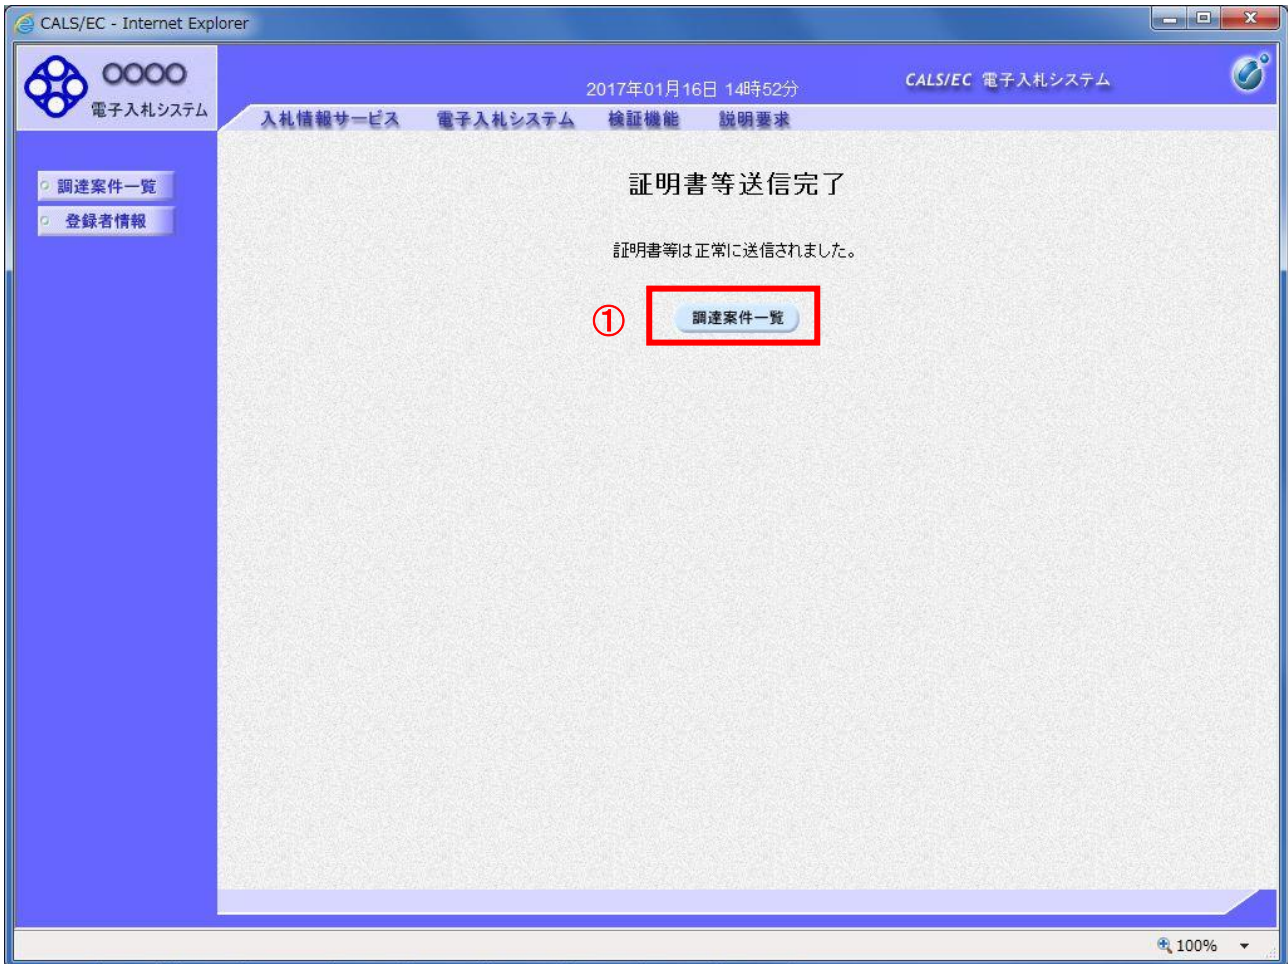 CALS/EC - Internet Explorer
○○○○
電子入札システム
2017年01月16日 14時52分
CALS/EC 電子入札システム
入札情報サービス 電子入札システム 検証機能 説明要求
調達案件一覧
登録者情報
証明書等送信完了
証明書等は正常に送信されました。
① 調達案件一覧
100%